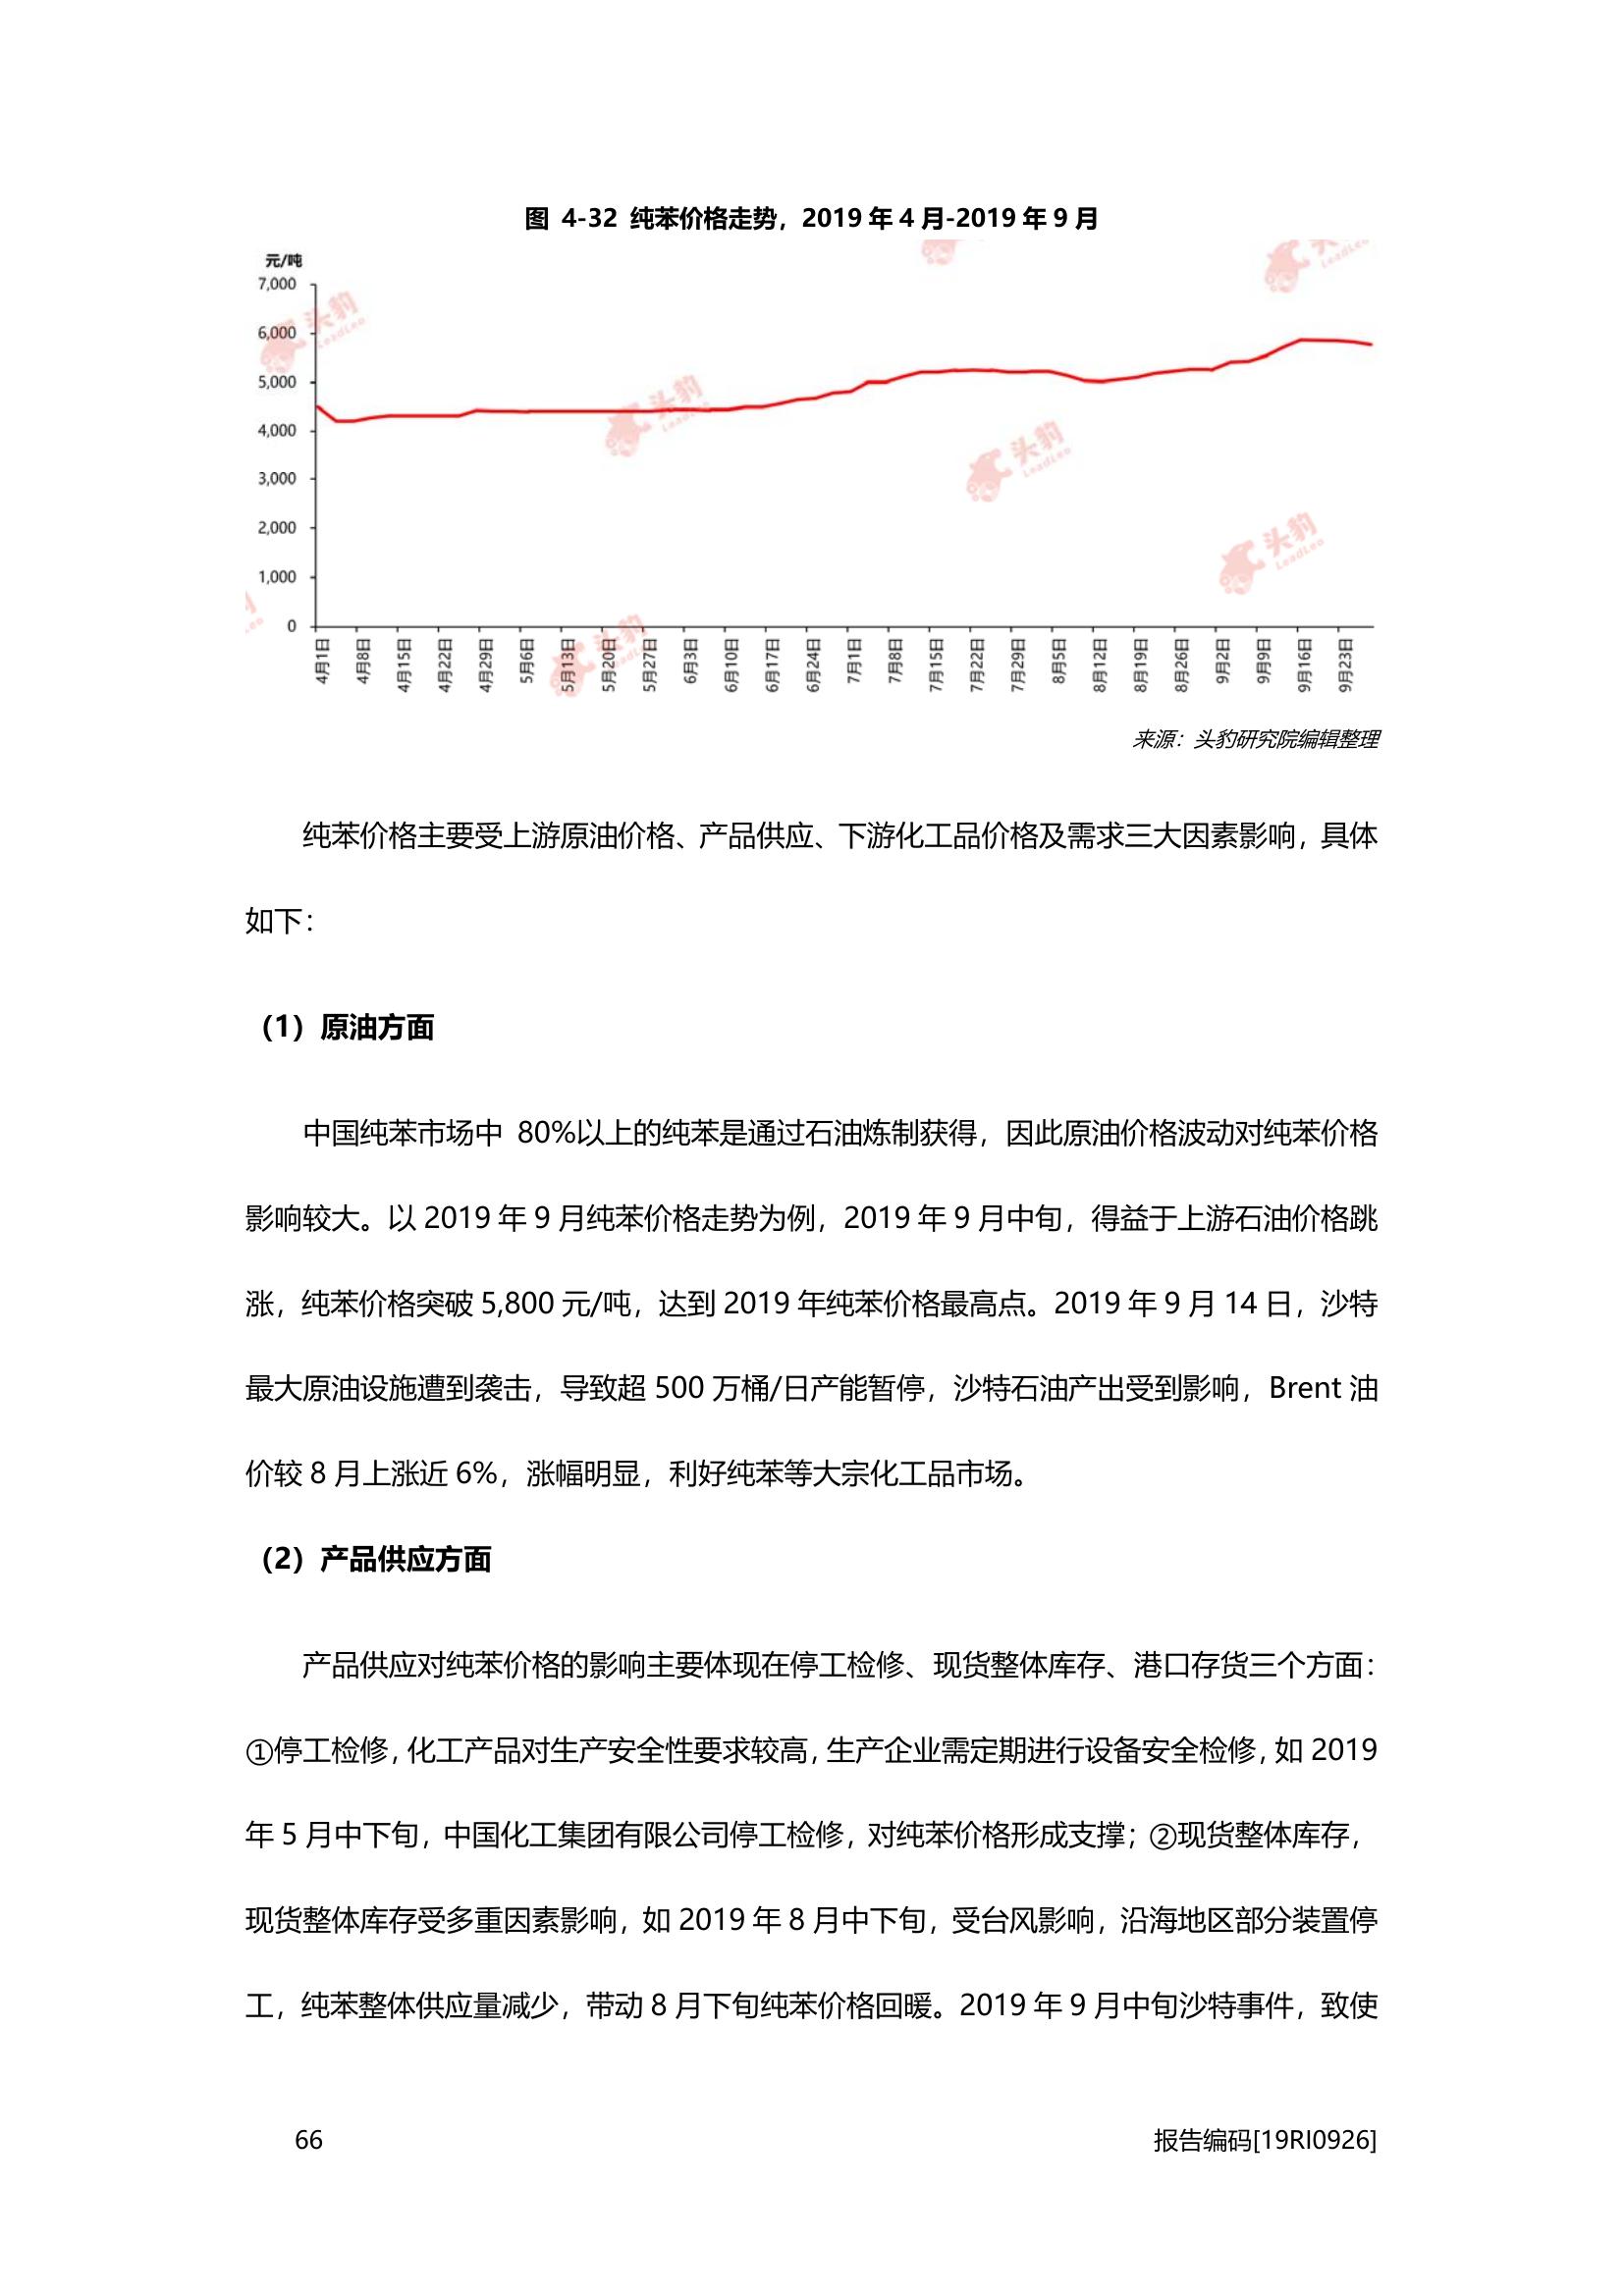 图 4-32 纯苯价格走势，2019 年 4 月-2019 年 9 月
元/吨
7,000
6,000
5,000
4,000
3,000
2,000
1,000
0
4月1日
4月8日
4月15日
4月22日
4月29日
5月6日
5月13日
5月20日
5月27日
6月3日
6月10日
6月17日
6月24日
7月1日
7月8日
7月15日
7月22日
7月29日
8月5日
8月12日
8月19日
8月26日
9月2日
9月9日
9月16日
9月23日
头豹
LeadLeo
头豹
LeadLeo
头豹
LeadLeo
头豹
LeadLeo
头豹
LeadLeo
来源：头豹研究院编辑整理
纯苯价格主要受上游原油价格、产品供应、下游化工品价格及需求三大因素影响，具体
如下：
（1）原油方面
中国纯苯市场中 80%以上的纯苯是通过石油炼制获得，因此原油价格波动对纯苯价格
影响较大。以 2019 年 9 月纯苯价格走势为例，2019 年 9 月中旬，得益于上游石油价格跳
涨，纯苯价格突破 5,800 元/吨，达到 2019 年纯苯价格最高点。2019 年 9 月 14 日，沙特
最大原油设施遭到袭击，导致超 500 万桶/日产能暂停，沙特石油产出受到影响，Brent 油
价较 8 月上涨近 6%，涨幅明显，利好纯苯等大宗化工品市场。
（2）产品供应方面
产品供应对纯苯价格的影响主要体现在停工检修、现货整体库存、港口存货三个方面：
①停工检修，化工产品对生产安全性要求较高，生产企业需定期进行设备安全检修，如 2019
年 5 月中下旬，中国化工集团有限公司停工检修，对纯苯价格形成支撑；②现货整体库存，
现货整体库存受多重因素影响，如 2019 年 8 月中下旬，受台风影响，沿海地区部分装置停
工，纯苯整体供应量减少，带动 8 月下旬纯苯价格回暖。2019 年 9 月中旬沙特事件，致使
66
报告编码[19RI0926]